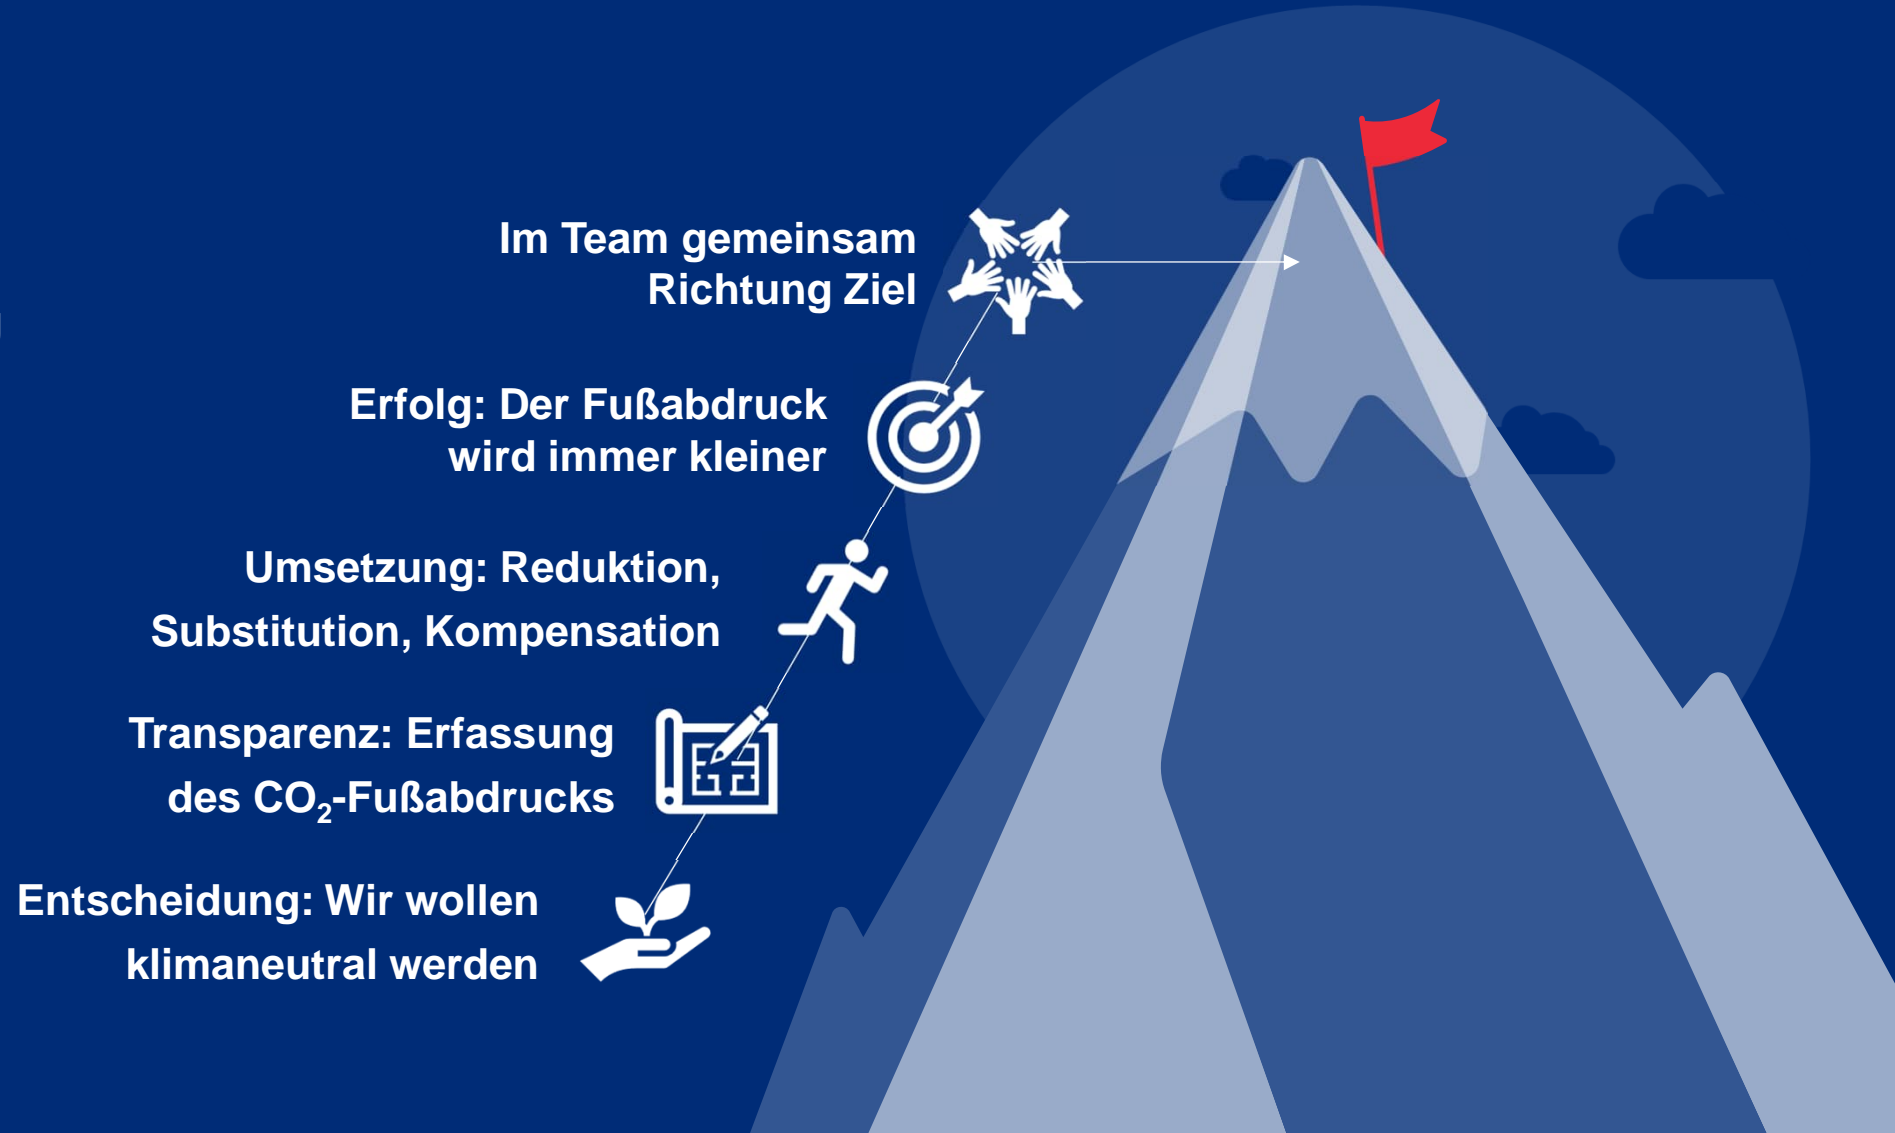 Im Team gemeinsam
Richtung Ziel
Erfolg: Der Fußabdruck
wird immer kleiner
Umsetzung: Reduktion,
Substitution, Kompensation
Transparenz: Erfassung
des CO₂-Fußabdrucks
Entscheidung: Wir wollen
klimaneutral werden